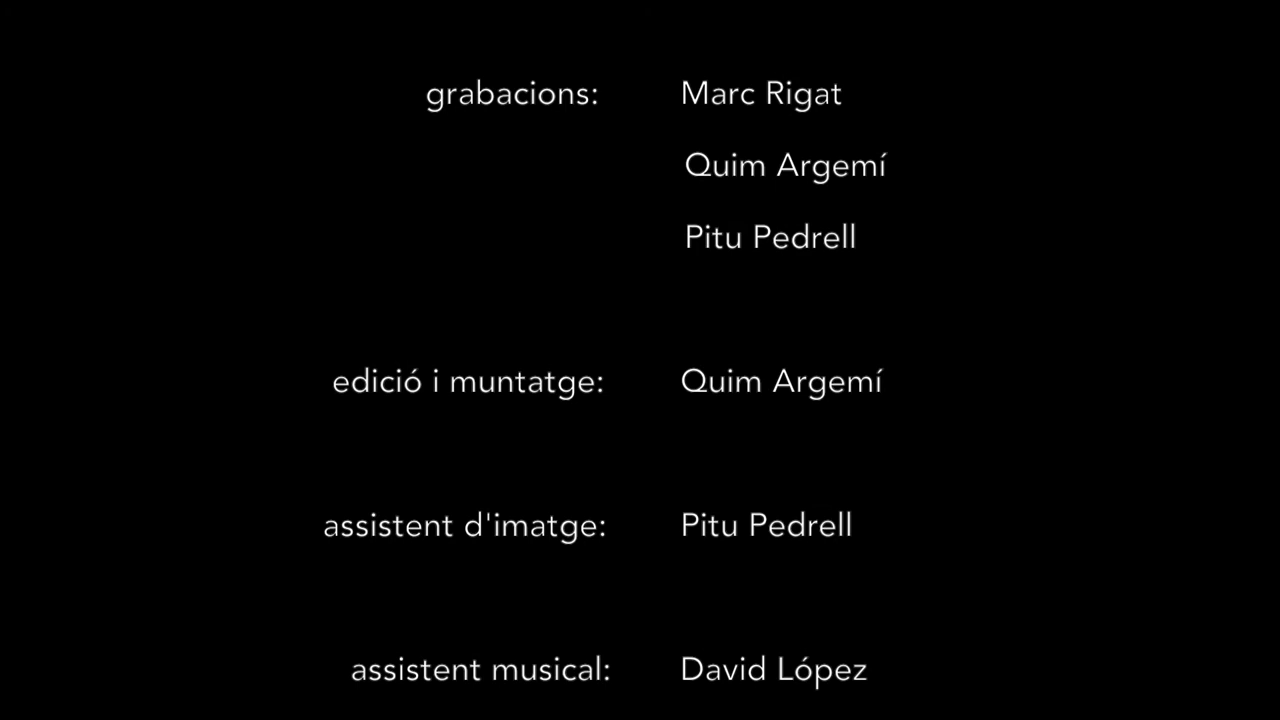 grabacions: Marc Rigat
Quim Argemí
Pitu Pedrell
edició i muntatge: Quim Argemí
assistent d'imatge: Pitu Pedrell
assistent musical: David López